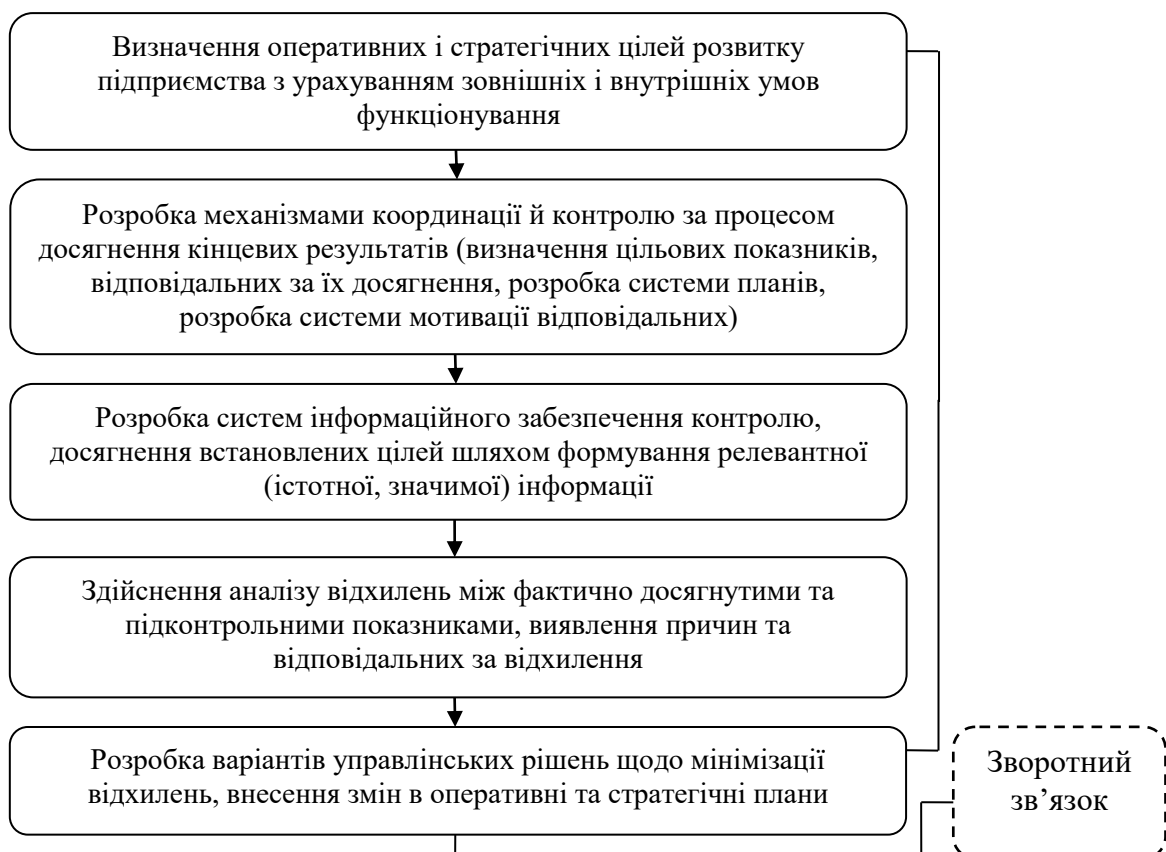 Визначення оперативних і стратегічних цілей розвитку
підприємства з урахуванням зовнішніх і внутрішніх умов
функціонування
Розробка механізмами координації й контролю за процесом
досягнення кінцевих результатів (визначення цільових показників,
відповідальних за їх досягнення, розробка системи планів,
розробка системи мотивації відповідальних)
Розробка систем інформаційного забезпечення контролю,
досягнення встановлених цілей шляхом формування релевантної
(істотної, значимої) інформації
Здійснення аналізу відхилень між фактично досягнутими та
підконтрольними показниками, виявлення причин та
відповідальних за відхилення
Розробка варіантів управлінських рішень щодо мінімізації
відхилень, внесення змін в оперативні та стратегічні плани
Зворотний
зв’язок